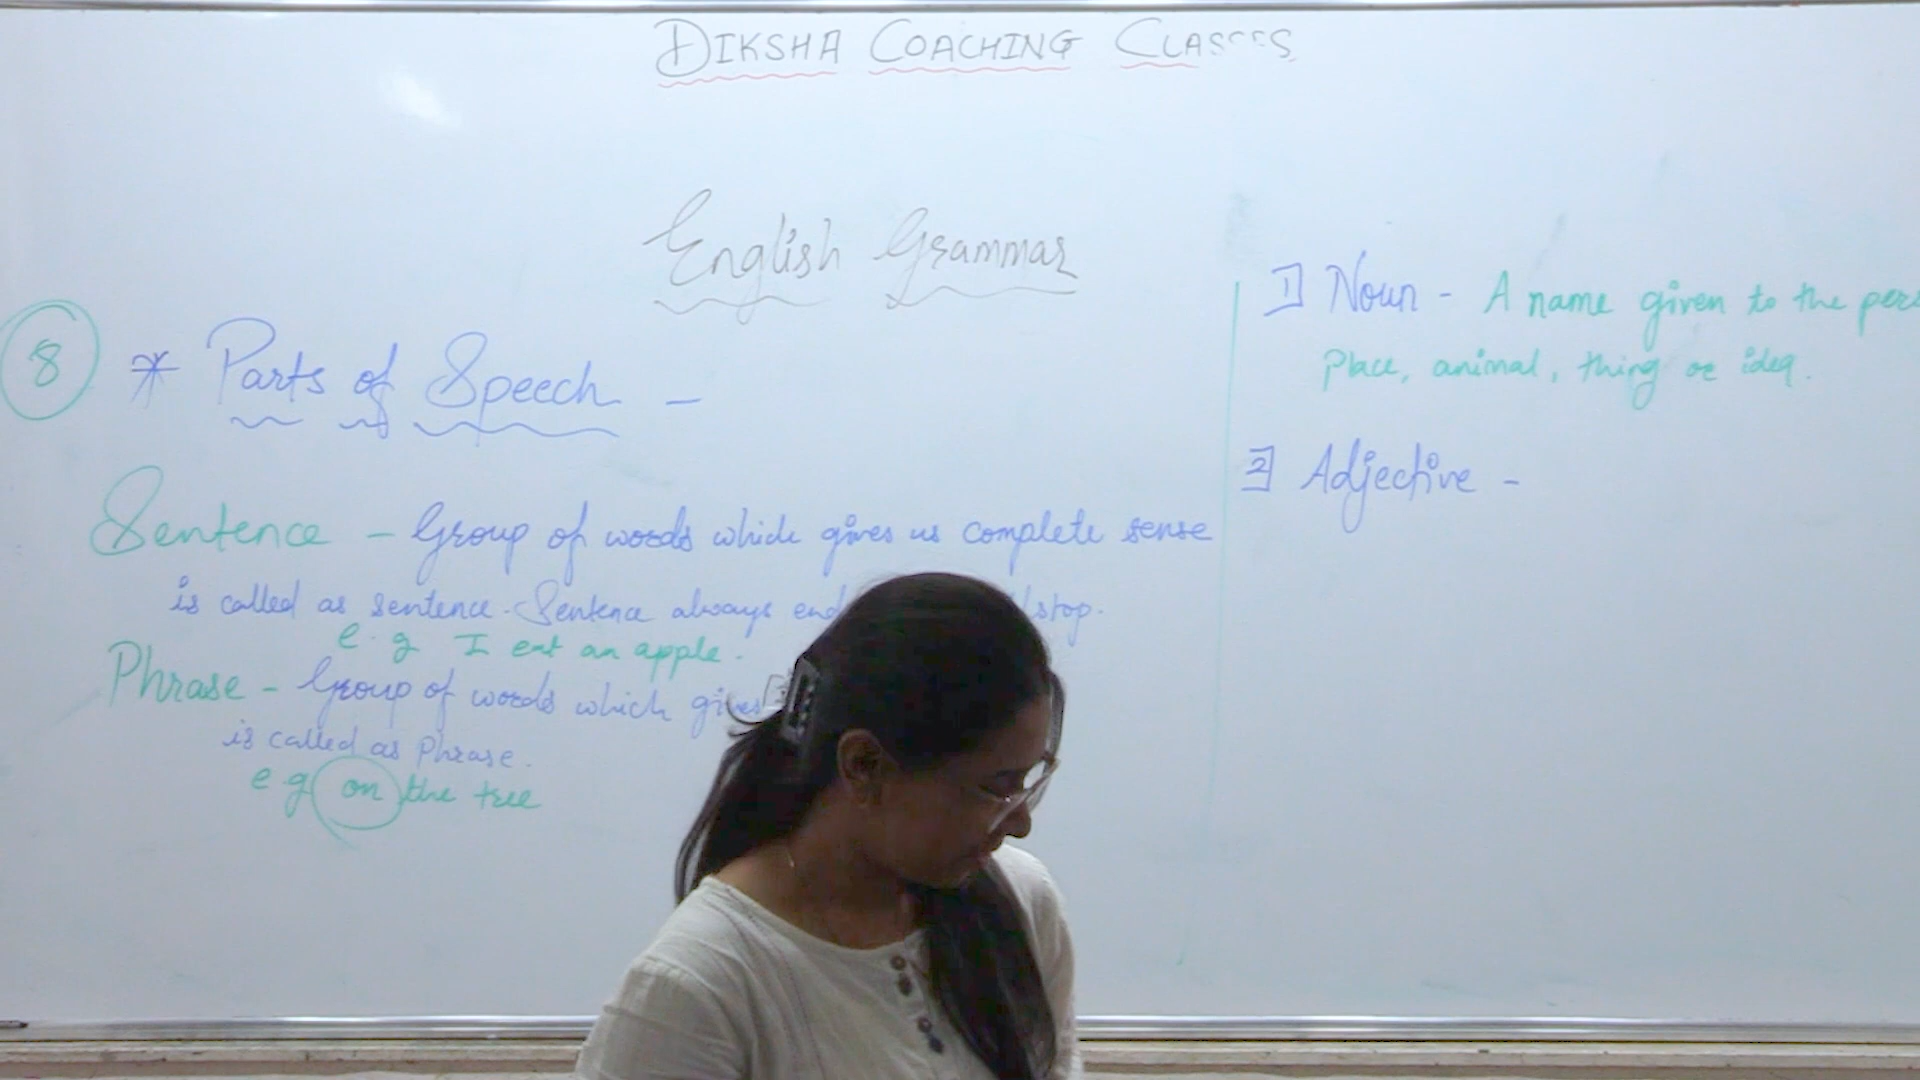 DIKSHA COACHING CLASSES
English Grammar
8 * Parts of Speech -
Sentence - Group of words which gives us complete sense
is called as sentence. Sentence always stop.
e.g I eat an apple.
Phrase - Group of words which gives
is called as Phrase.
e g on the tree
1] Noun - A name given to the
Place, animal, thing or idea.
2] Adjective -